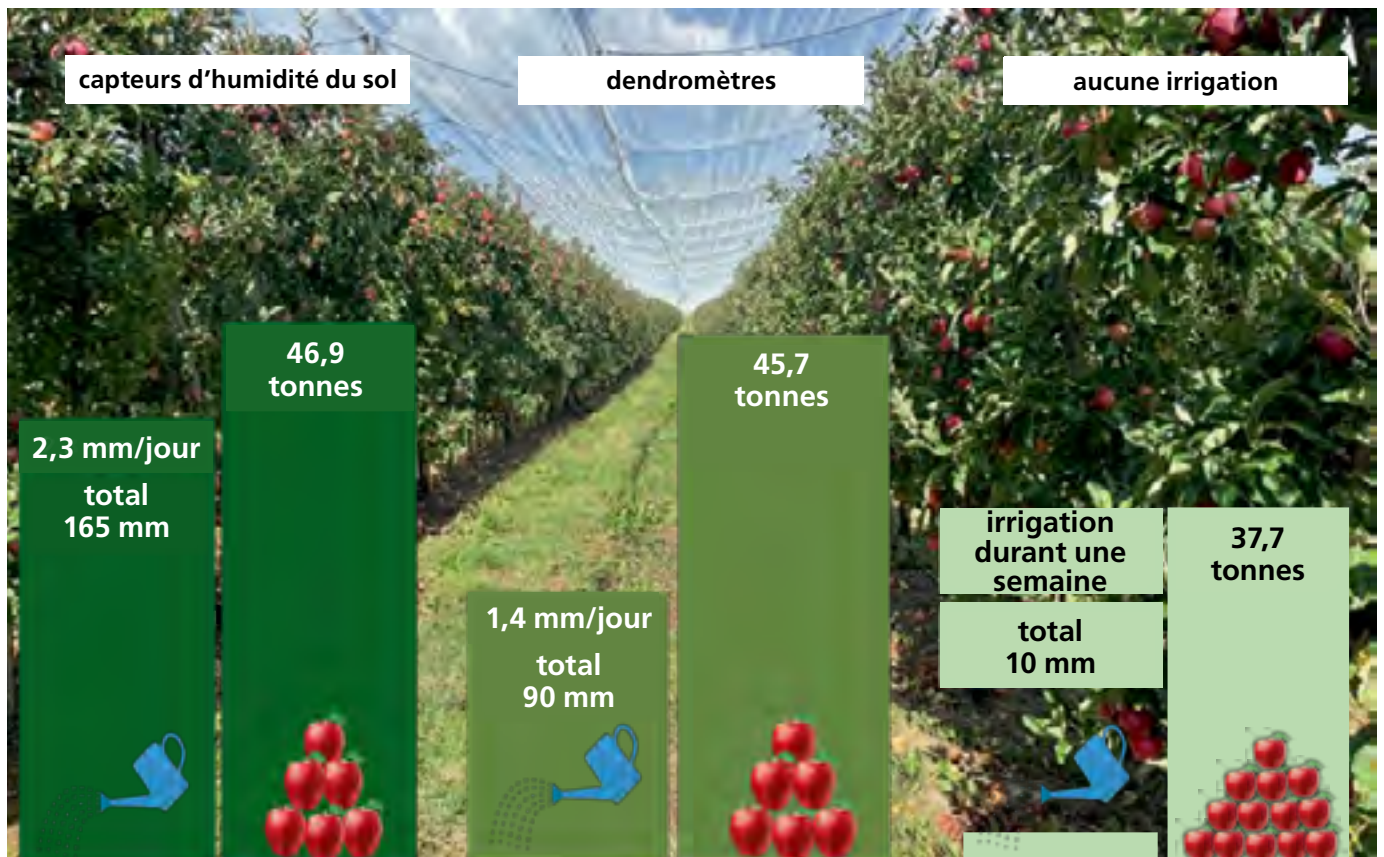 capteurs d'humidité du sol
dendromètres
aucune irrigation
2,3 mm/jour
total
165 mm
46,9
tonnes
1,4 mm/jour
total
90 mm
45,7
tonnes
irrigation
durant une
semaine
total
10 mm
37,7
tonnes